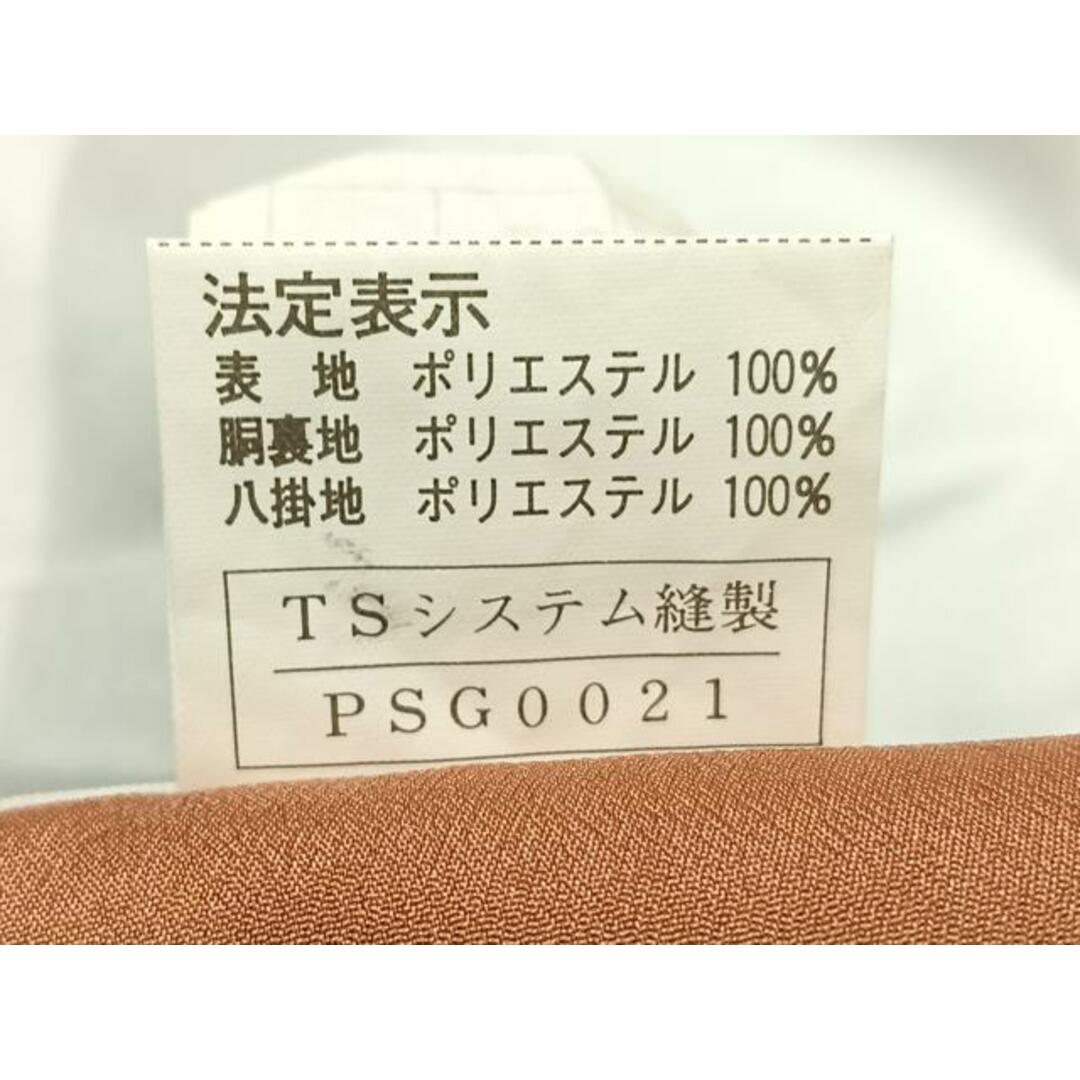 法定表示
表 地 ポリエステル 100%
胴裏地 ポリエステル 100%
八掛地 ポリエステル 100%
TSシステム縫製
PSG0021